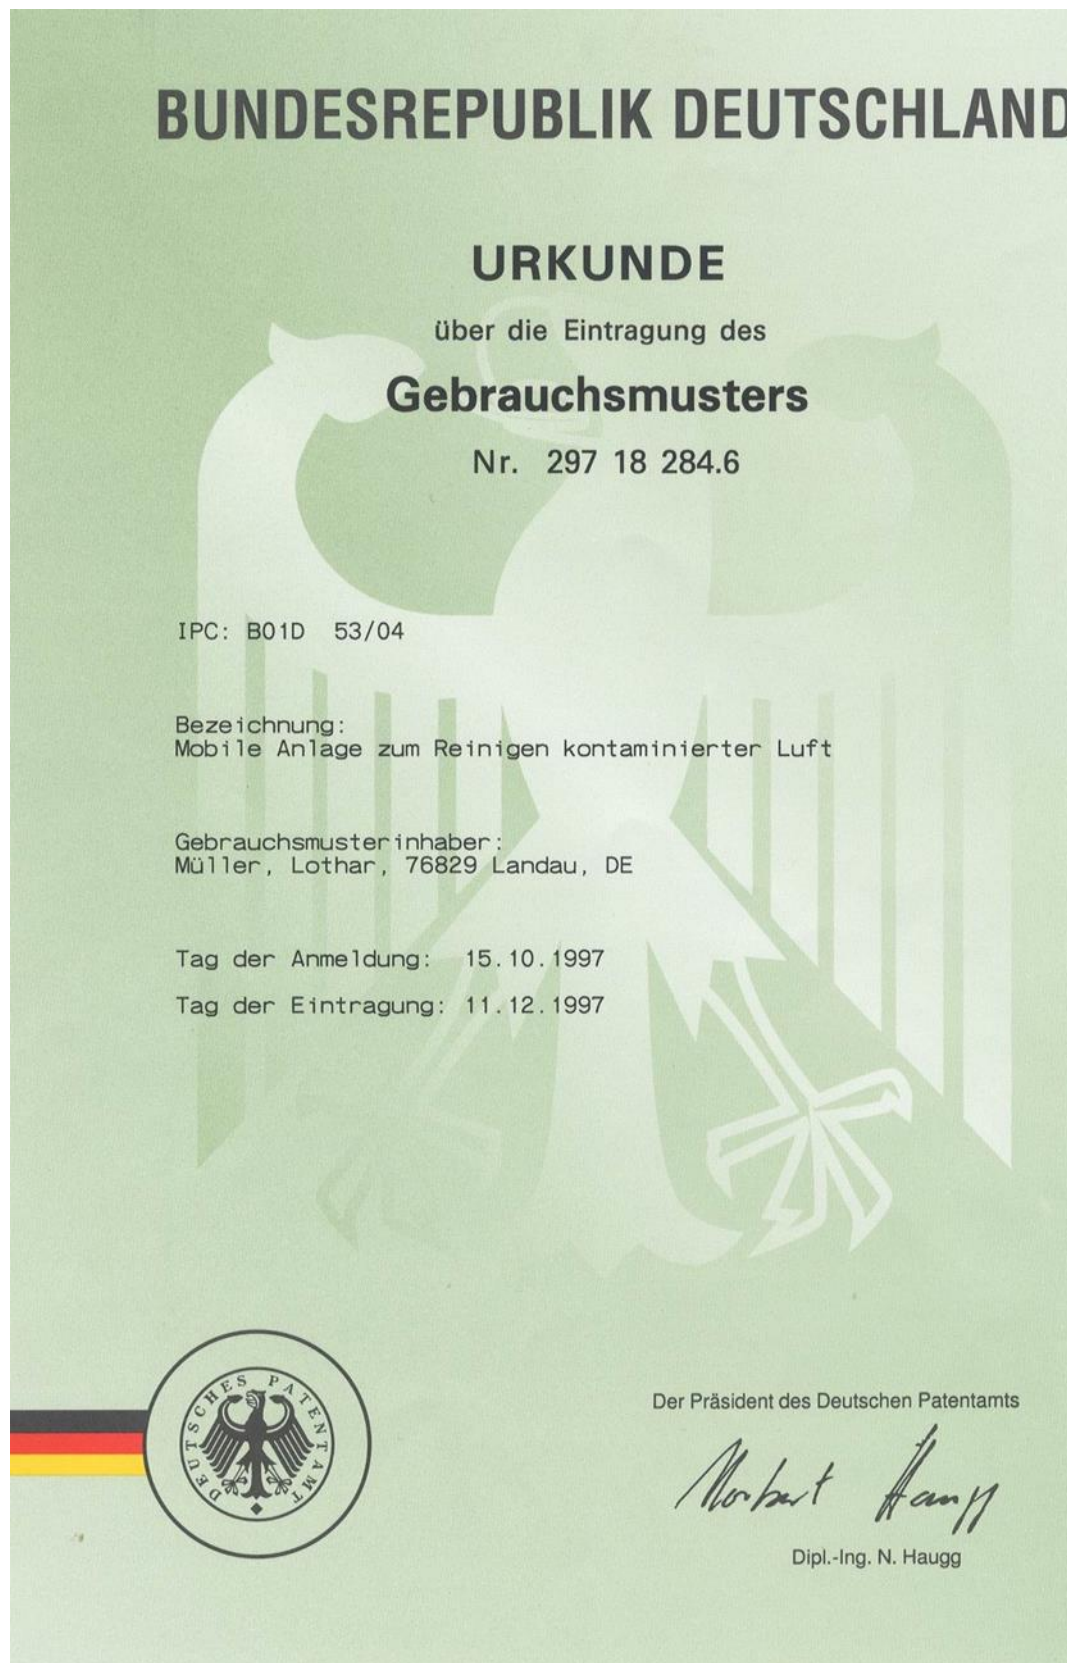 BUNDESREPUBLIK DEUTSCHLAND
URKUNDE
über die Eintragung des
Gebrauchsmusters
Nr. 297 18 284.6
IPC: B01D 53/04
Bezeichnung:
Mobile Anlage zum Reinigen kontaminierter Luft
Gebrauchsmusterinhaber:
Müller, Lothar, 76829 Landau, DE
Tag der Anmeldung: 15.10.1997
Tag der Eintragung: 11.12.1997
DEUTSCHES PATENTAMT
Der Präsident des Deutschen Patentamts
Norbert Haugg
Dipl.-Ing. N. Haugg